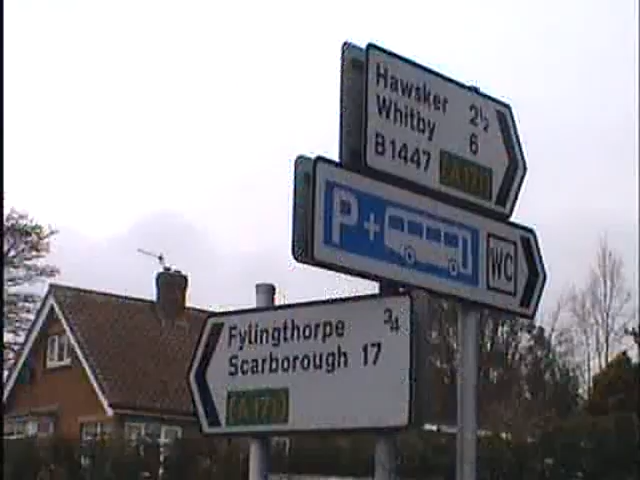 Hawsker 2½
Whitby 6
B1447 (A171)
P+
WC
Fylingthorpe ¾
Scarborough 17
(A171)